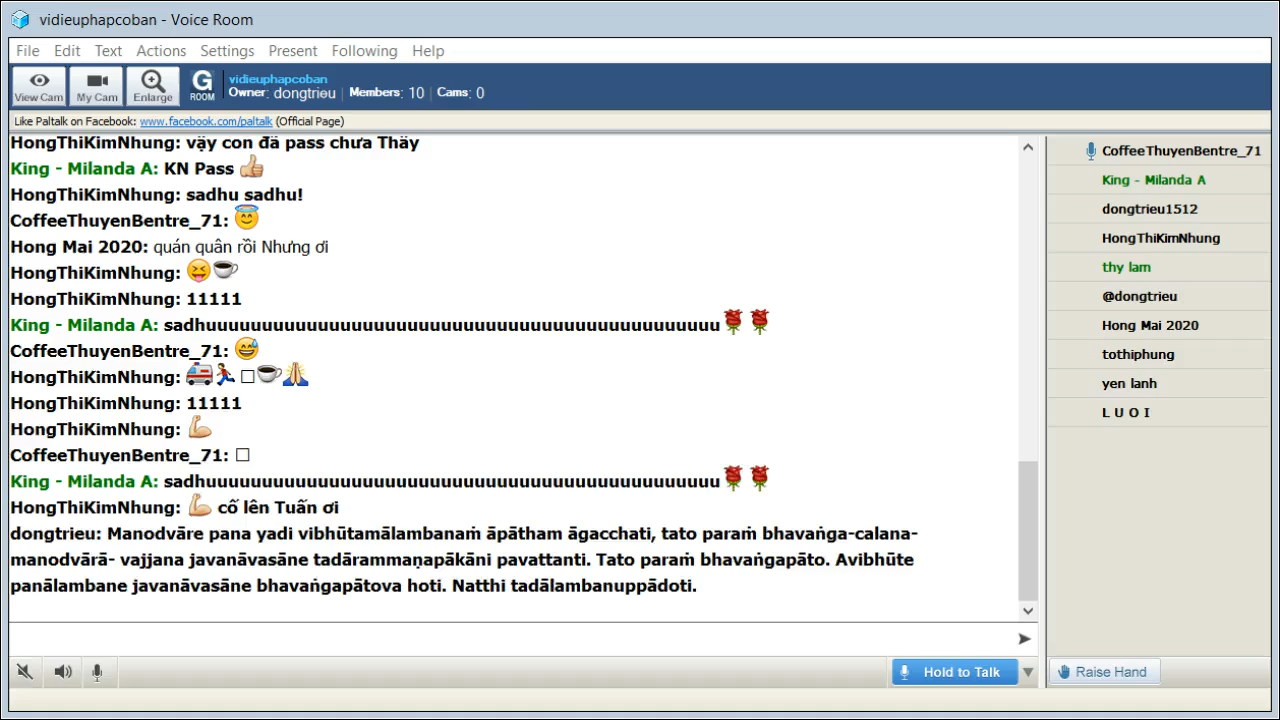 vidieuphapcoban - Voice Room
File Edit Text Actions Settings Present Following Help
View Cam My Cam Enlarge G ROOM
vidieuphapcoban
Owner: dongtrieu | Members: 10 | Cams: 0
Like Paltalk on Facebook: www.facebook.com/paltalk (Official Page)
HongThiKimNhung: vậy con đã pass chưa Thầy
King - Milanda A: KN Pass 👍
HongThiKimNhung: sadhu sadhu!
CoffeeThuyenBentre_71: 😇
Hong Mai 2020: quán quân rồi Nhưng ơi
HongThiKimNhung: 😝☕
HongThiKimNhung: 11111
King - Milanda A: sadhuuuuuuuuuuuuuuuuuuuuuuuuuuuuuuuuuuuuuuuuuuuuuu🌹🌹
CoffeeThuyenBentre_71: 😅
HongThiKimNhung: 🚑🏃□☕🙏
HongThiKimNhung: 11111
HongThiKimNhung: 💪
CoffeeThuyenBentre_71: □
King - Milanda A: sadhuuuuuuuuuuuuuuuuuuuuuuuuuuuuuuuuuuuuuuuuuuuuuu🌹🌹
HongThiKimNhung: 💪 cố lên Tuấn ơi
dongtrieu: Manodvāre pana yadi vibhūtamālambanaṁ āpātham āgacchati, tato paraṁ bhavaṅga-calana-
manodvārā- vajjana javanāvasāne tadārammaṇapākāni pavattanti. Tato paraṁ bhavaṅgapāto. Avibhūte
panālambane javanāvasāne bhavaṅgapātova hoti. Natthi tadālambanuppādoti.
CoffeeThuyenBentre_71
King - Milanda A
dongtrieu1512
HongThiKimNhung
thy lam
@dongtrieu
Hong Mai 2020
tothiphung
yen lanh
L U O I
Hold to Talk
Raise Hand